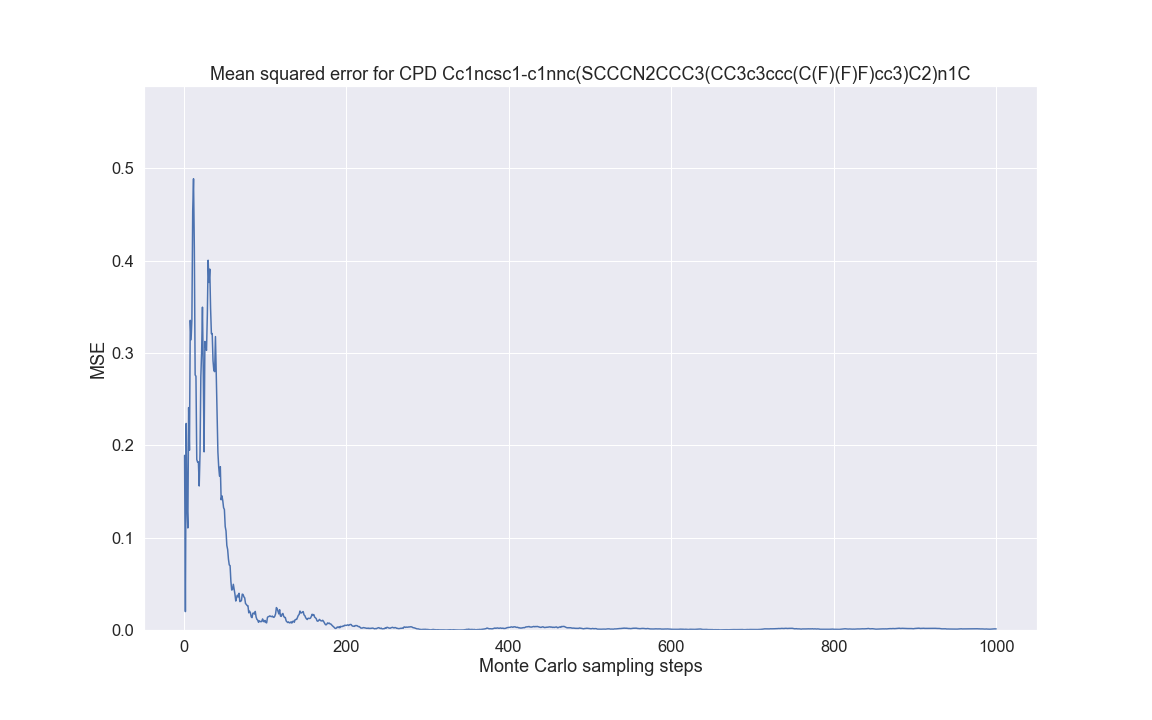 Mean squared error for CPD Cc1ncsc1-c1nnc(SCCCN2CCC3(CC3c3ccc(C(F)(F)F)cc3)C2)n1C
0.5
0.4
0.3
0.2
0.1
0.0
MSE
0 200 400 600 800 1000
Monte Carlo sampling steps